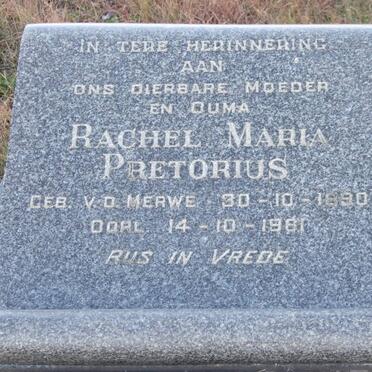 IN TERE HERINNERING
AAN
ONS DIERBARE MOEDER
EN OUMA
RACHEL MARIA
PRETORIUS
GEB. V.D. MERWE 30-10-1890
OORL. 14-10-1981
RUS IN VREDE